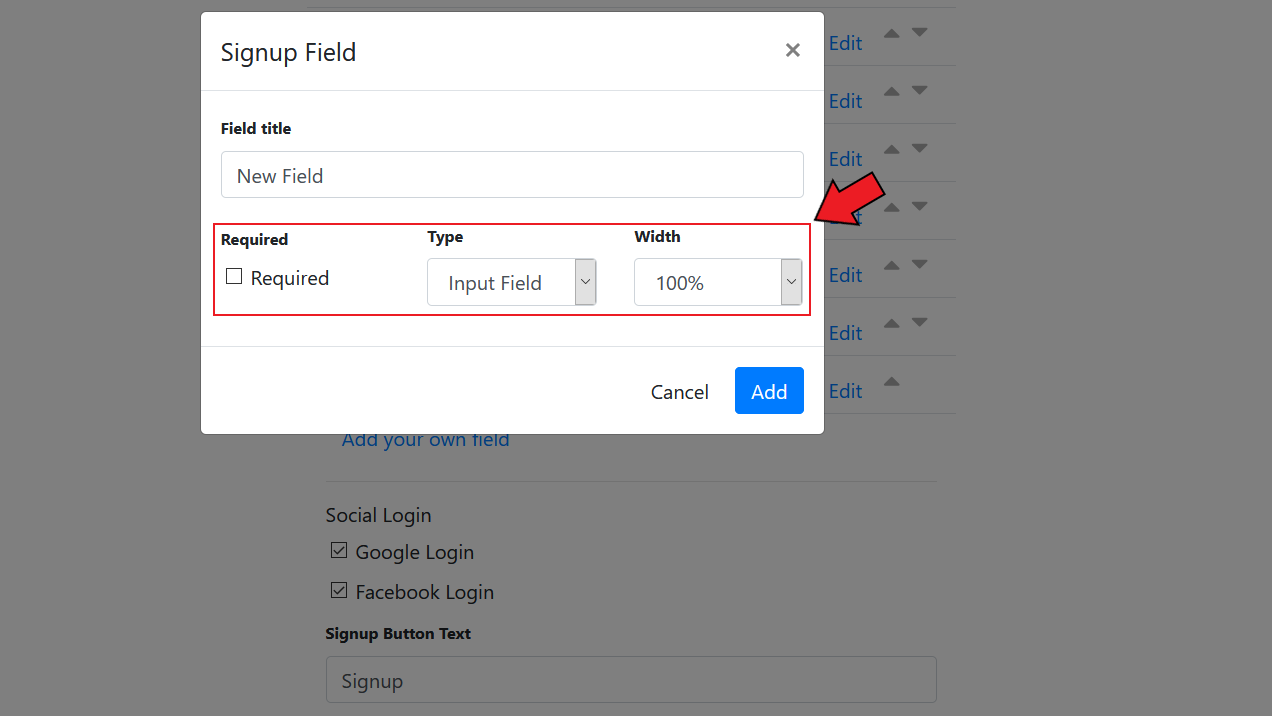 Signup Field ×
Edit
Edit
Field title
New Field
Edit
Edit
Required Type Width
Required Input Field 100%
Edit
Edit
Cancel Add
Edit
Add your own field
Social Login
Google Login
Facebook Login
Signup Button Text
Signup